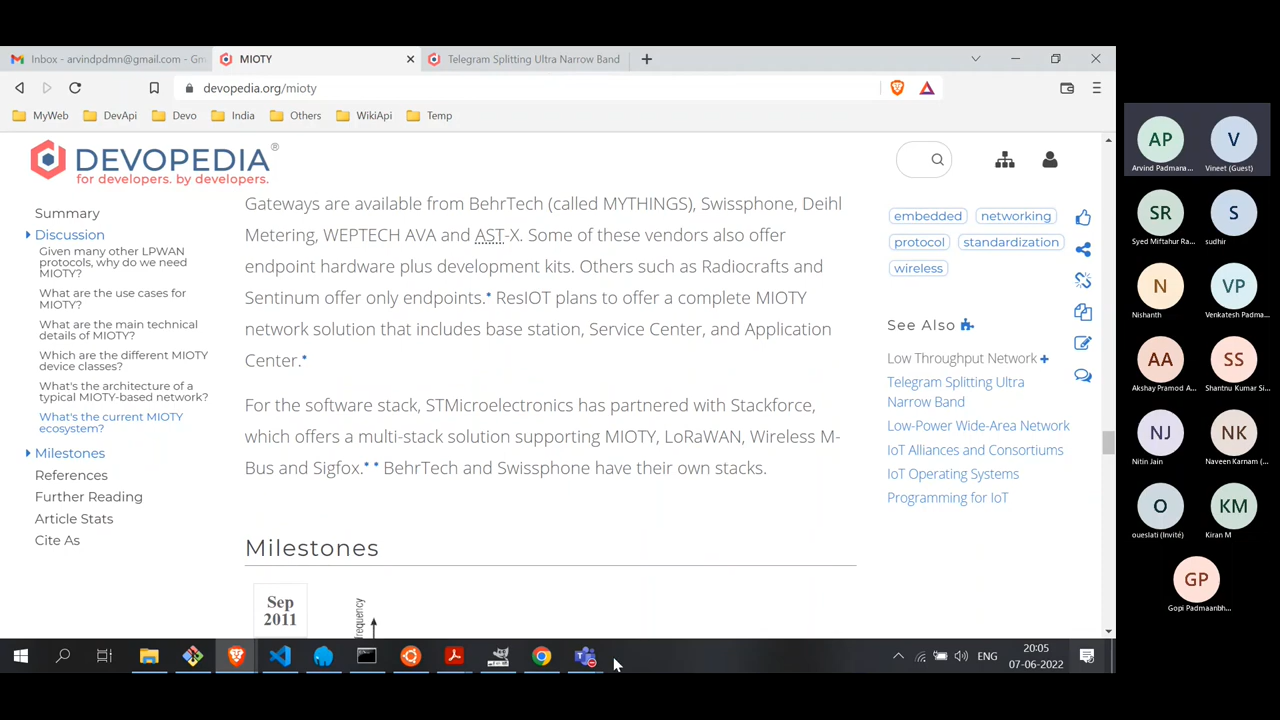 Inbox - arvindpdmn@gmail.com - Gm
MIOTY
Telegram Splitting Ultra Narrow Band
devopedia.org/mioty
MyWeb
DevApi
Devo
India
Others
WikiApi
Temp
DEVOPEDIA®
for developers. by developers.
Summary
Discussion
Given many other LPWAN
protocols, why do we need
MIOTY?
What are the use cases for
MIOTY?
What are the main technical
details of MIOTY?
Which are the different MIOTY
device classes?
What's the architecture of a
typical MIOTY-based network?
What's the current MIOTY
ecosystem?
Milestones
References
Further Reading
Article Stats
Cite As
Gateways are available from BehrTech (called MYTHINGS), Swissphone, Deihl
Metering, WEPTECH AVA and AST-X. Some of these vendors also offer
endpoint hardware plus development kits. Others such as Radiocrafts and
Sentinum offer only endpoints.* ResIOT plans to offer a complete MIOTY
network solution that includes base station, Service Center, and Application
Center.*
For the software stack, STMicroelectronics has partnered with Stackforce,
which offers a multi-stack solution supporting MIOTY, LoRaWAN, Wireless M-
Bus and Sigfox.* * BehrTech and Swissphone have their own stacks.
Milestones
Sep
2011
frequency
embedded
networking
protocol
standardization
wireless
See Also
Low Throughput Network +
Telegram Splitting Ultra
Narrow Band
Low-Power Wide-Area Network
IoT Alliances and Consortiums
IoT Operating Systems
Programming for IoT
AP
Arvind Padmana...
V
Vineet (Guest)
SR
Syed Miftahur Ra...
S
sudhir
N
Nishanth
VP
Venkatesh Padma...
AA
Akshay Pramod A...
SS
Shantnu Kumar Si...
NJ
Nitin Jain
NK
Naveen Karnam (...
O
oueslati (Invité)
KM
Kiran M
GP
Gopi Padmaanbh...
ENG
20:05
07-06-2022